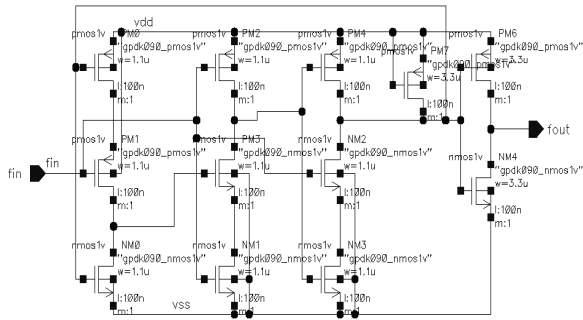 vdd
pmos1v PM0 pmos1v PM2 pmos1v PM4 pmos1v PM6
"gpdk090_pmos1v" "gpdk090_pmos1v" "gpdk090_pmos1v" pmos1v PM7 "gpdk090_pmos1v"
w=1.1u w=1.1u w=1.1u "gpdk090_pmos1v" w=3.3u
w=3.3u
l:100n l:100n l:100n l:100n l:100n
m:1 m:1 m:1 m:1 m:1
fout
pmos1v PM1 nmos1v PM3 nmos1v NM2 nmos1v NM4
"gpdk090_pmos1v" "gpdk090_nmos1v" "gpdk090_nmos1v" "gpdk090_nmos1v"
fin fin w=1.1u w=1.1u w=1.1u w=3.3u
l:100n l:100n l:100n l:100n
m:1 m:1 m:1 m:1
nmos1v NM0 nmos1v NM1 nmos1v NM3
"gpdk090_nmos1v" "gpdk090_nmos1v" "gpdk090_nmos1v"
w=1.1u w=1.1u w=1.1u
l:100n l:100n l:100n
m:1 m:1 m:1
vss